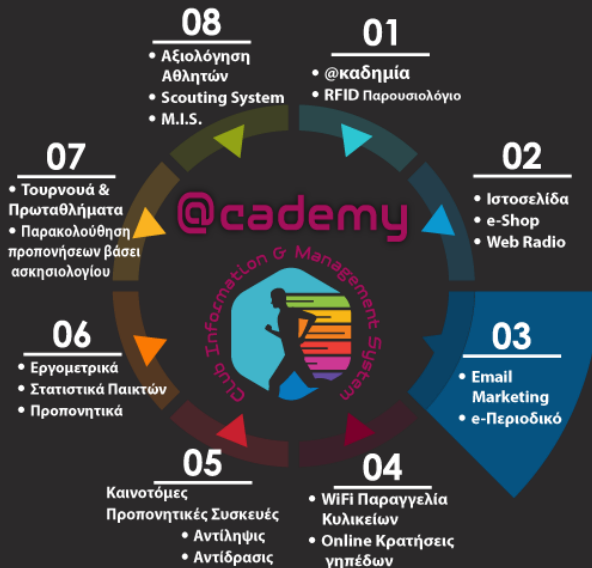 08
• Αξιολόγηση
Αθλητών
• Scouting System
• M.I.S.
01
• @καδημία
• RFID Παρουσιολόγιο
02
• Ιστοσελίδα
• e-Shop
• Web Radio
03
• Email
Marketing
• e-Περιοδικό
04
• WiFi Παραγγελία
Κυλικείων
• Online Κρατήσεις
γηπέδων
05
Καινοτόμες
Προπονητικές Συσκευές
• Αντίληψις
• Αντίδρασις
06
• Εργομετρικά
• Στατιστικά Παικτών
• Προπονητικά
07
• Τουρνουά &
Πρωταθλήματα
• Παρακολούθηση
προπονήσεων βάσει
ασκησιολογίου
@cademy
Club Information & Management System